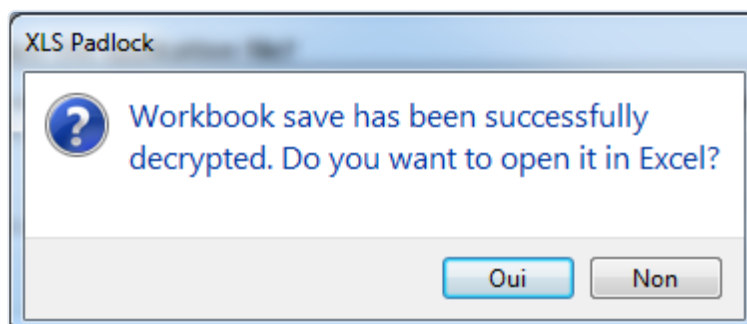 XLS Padlock
Workbook save has been successfully
decrypted. Do you want to open it in Excel?
Oui
Non